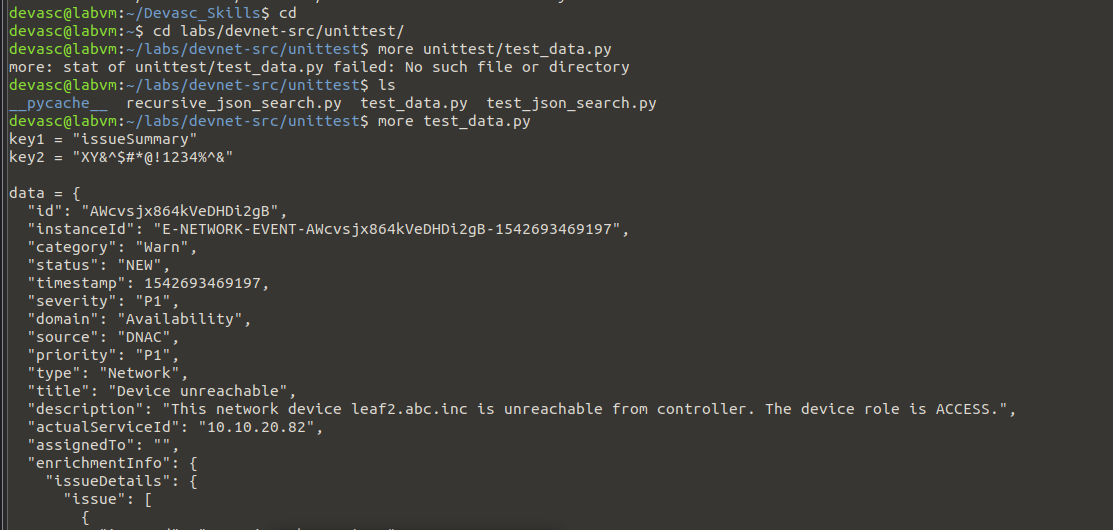 devasc@labvm:~/Devasc_Skills$ cd
devasc@labvm:~$ cd labs/devnet-src/unittest/
devasc@labvm:~/labs/devnet-src/unittest$ more unittest/test_data.py
more: stat of unittest/test_data.py failed: No such file or directory
devasc@labvm:~/labs/devnet-src/unittest$ ls
__pycache__  recursive_json_search.py  test_data.py  test_json_search.py
devasc@labvm:~/labs/devnet-src/unittest$ more test_data.py
key1 = "issueSummary"
key2 = "XY&^$#*@!1234%^&"

data = {
  "id": "AWcvsjx864kVeDHDi2gB",
  "instanceId": "E-NETWORK-EVENT-AWcvsjx864kVeDHDi2gB-1542693469197",
  "category": "Warn",
  "status": "NEW",
  "timestamp": 1542693469197,
  "severity": "P1",
  "domain": "Availability",
  "source": "DNAC",
  "priority": "P1",
  "type": "Network",
  "title": "Device unreachable",
  "description": "This network device leaf2.abc.inc is unreachable from controller. The device role is ACCESS.",
  "actualServiceId": "10.10.20.82",
  "assignedTo": "",
  "enrichmentInfo": {
    "issueDetails": {
      "issue": [
        {